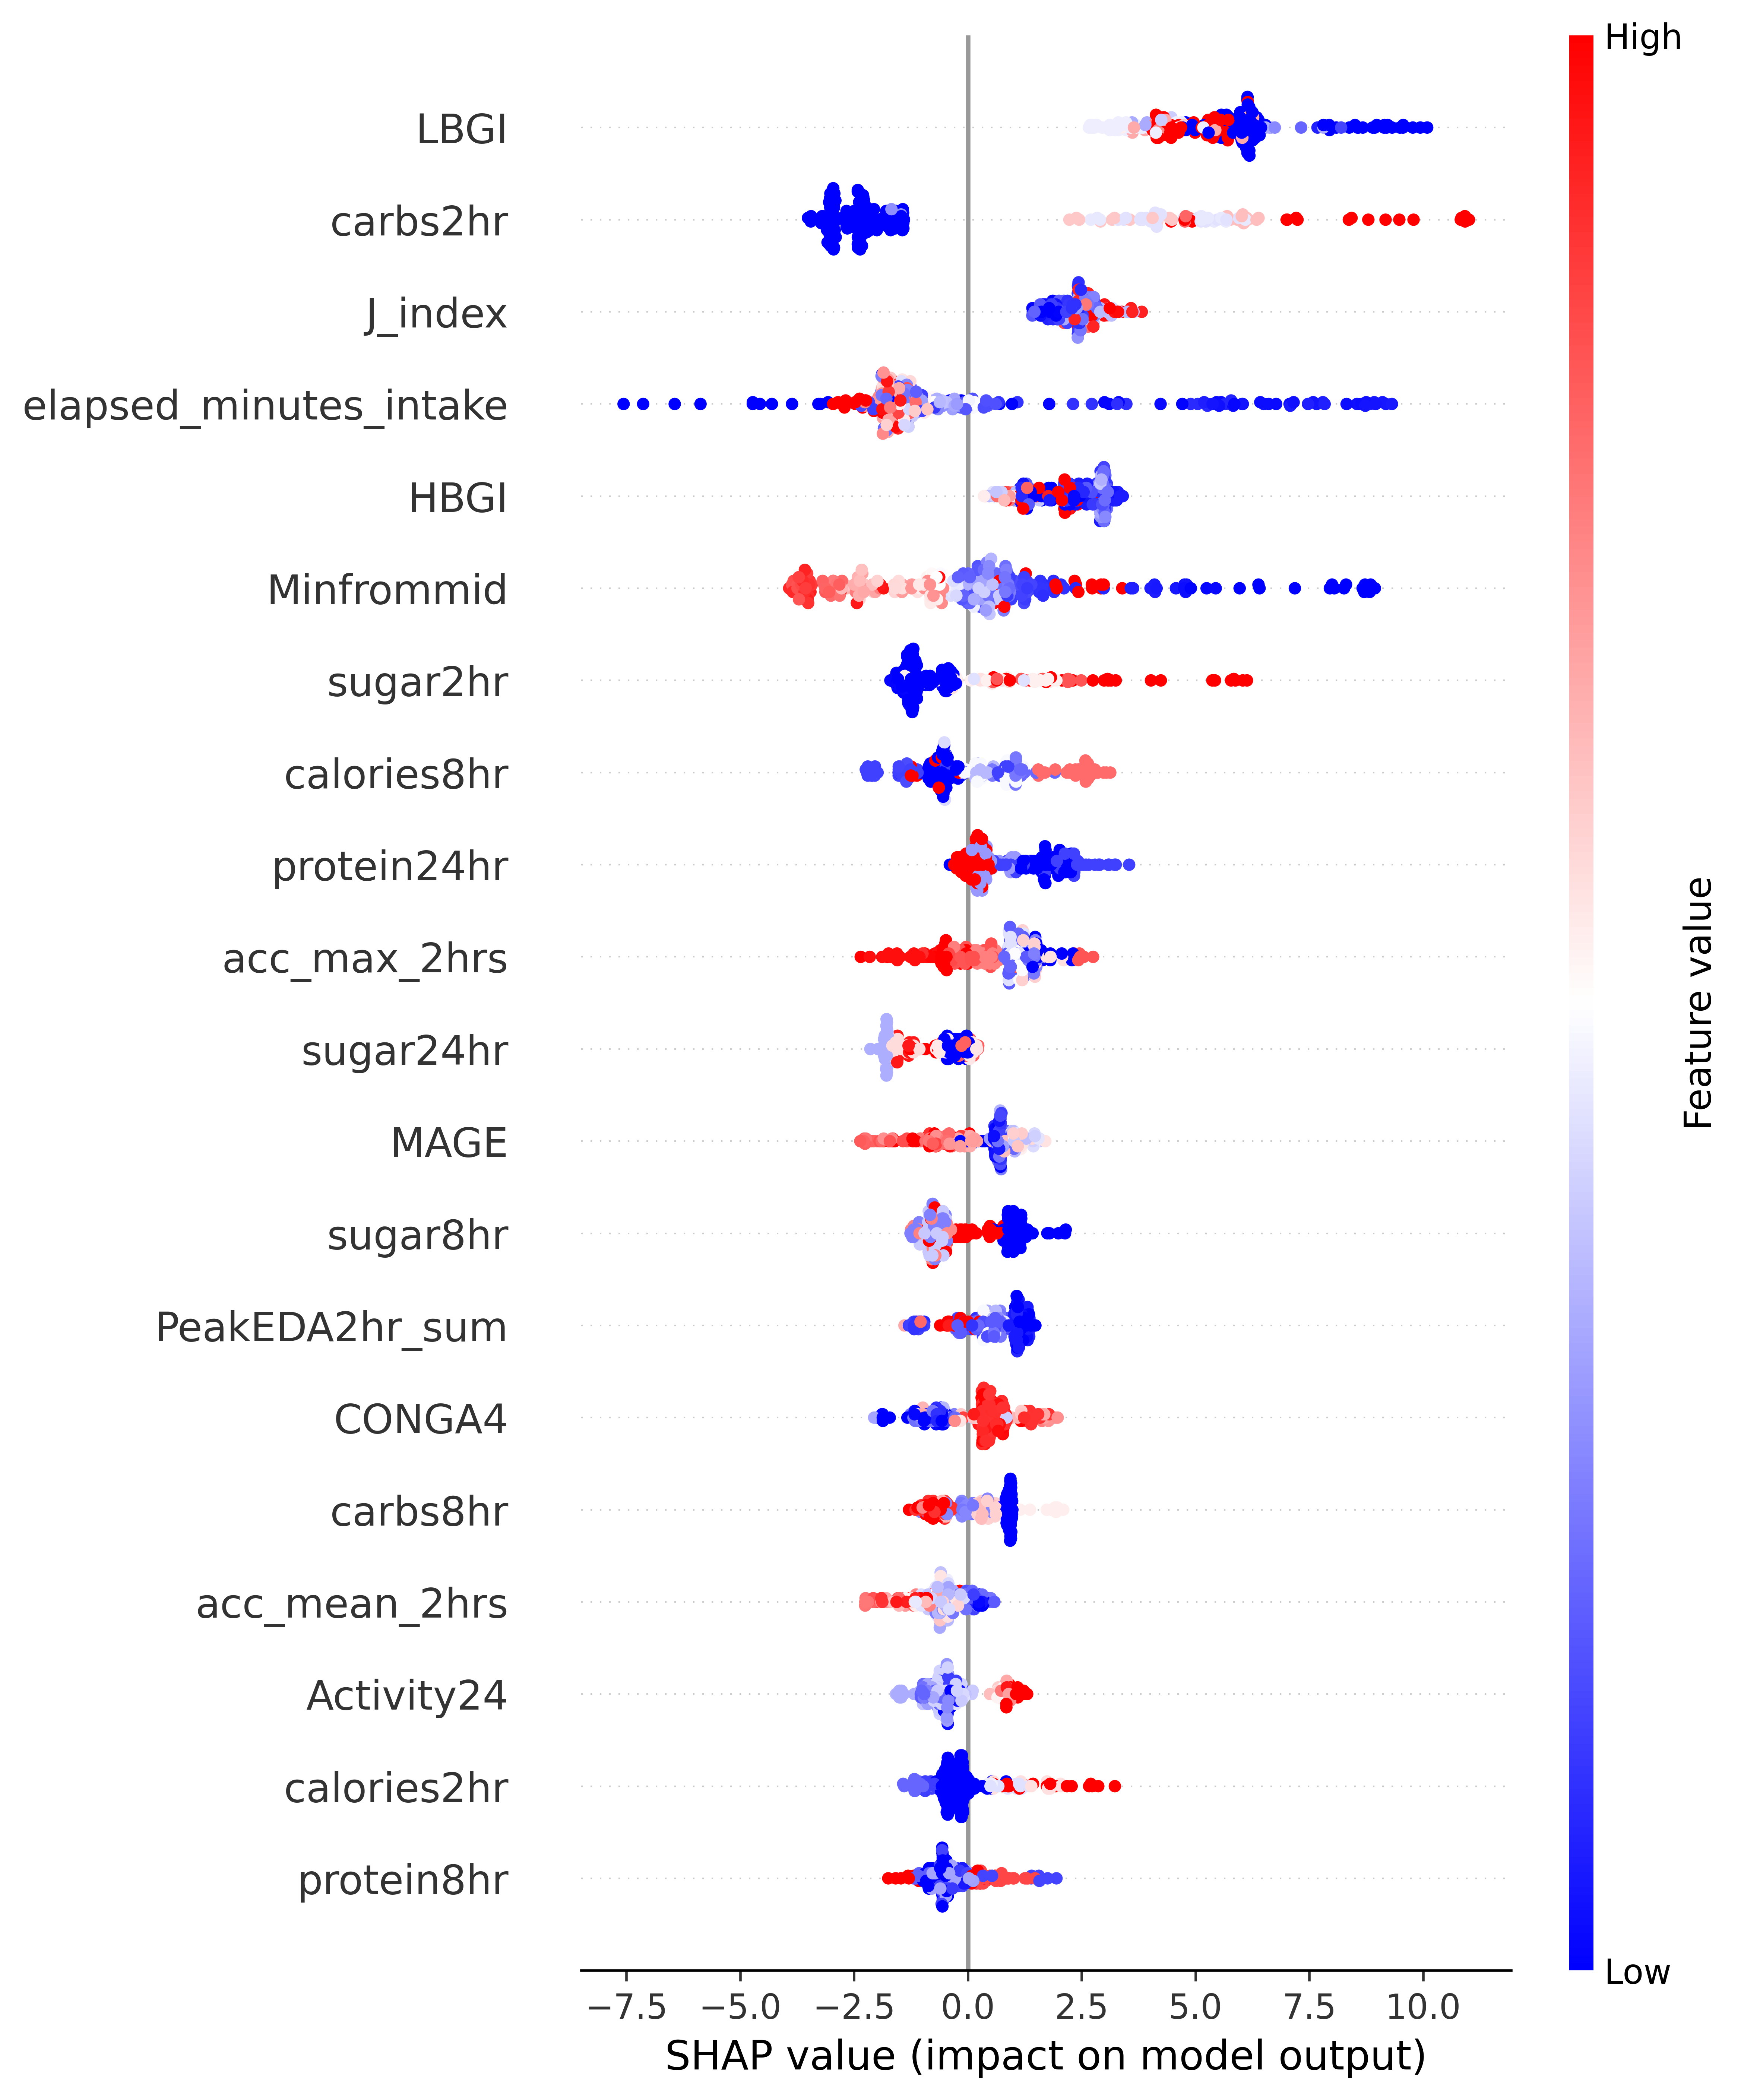 High
LBGI
carbs2hr
J_index
elapsed_minutes_intake
HBGI
Minfrommid
sugar2hr
calories8hr
protein24hr
acc_max_2hrs
sugar24hr
MAGE
sugar8hr
PeakEDA2hr_sum
CONGA4
carbs8hr
acc_mean_2hrs
Activity24
calories2hr
protein8hr
Feature value
Low
−7.5 −5.0 −2.5 0.0 2.5 5.0 7.5 10.0
SHAP value (impact on model output)